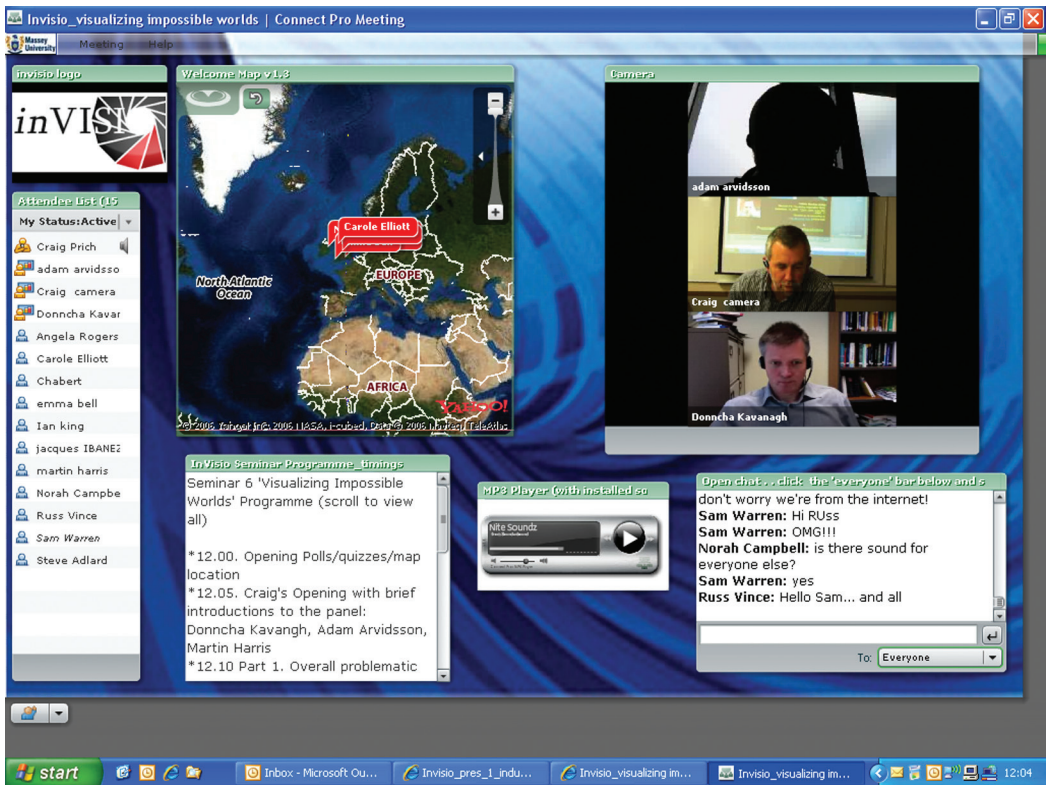 Invisio_visualizing impossible worlds | Connect Pro Meeting
Massey University
Meeting Help
invisio logo
inVISI
Attendee List (15
My Status:Active
Craig Prich
adam arvidsso
Craig camera
Donncha Kavar
Angela Rogers
Carole Elliott
Chabert
emma bell
Ian king
jacques IBANEZ
martin harris
Norah Campbe
Russ Vince
Sam Warren
Steve Adlard
Welcome Map v1.3
Carole Elliott
North Atlantic
Ocean
EUROPE
AFRICA
YAHOO!
2006 NASA, i-cubed, 2006 TeleAtlas
Camera
adam arvidsson
Craig camera
Donncha Kavanagh
InVisio Seminar Programme_timings
Seminar 6 'Visualizing Impossible
Worlds' Programme (scroll to view
all)
*12.00. Opening Polls/quizzes/map
location
*12.05. Craig's Opening with brief
introductions to the panel:
Donncha Kavangh, Adam Arvidsson,
Martin Harris
*12.10 Part 1. Overall problematic
MP3 Player (with installed so
Nite Soundz
Open chat . . click the 'everyone' bar below and s
don't worry we're from the internet!
Sam Warren: Hi RUss
Sam Warren: OMG!!!
Norah Campbell: is there sound for
everyone else?
Sam Warren: yes
Russ Vince: Hello Sam... and all
To: Everyone
start
Inbox - Microsoft Ou...
Invisio_pres_1_indu...
Invisio_visualizing im...
Invisio_visualizing im...
12:04